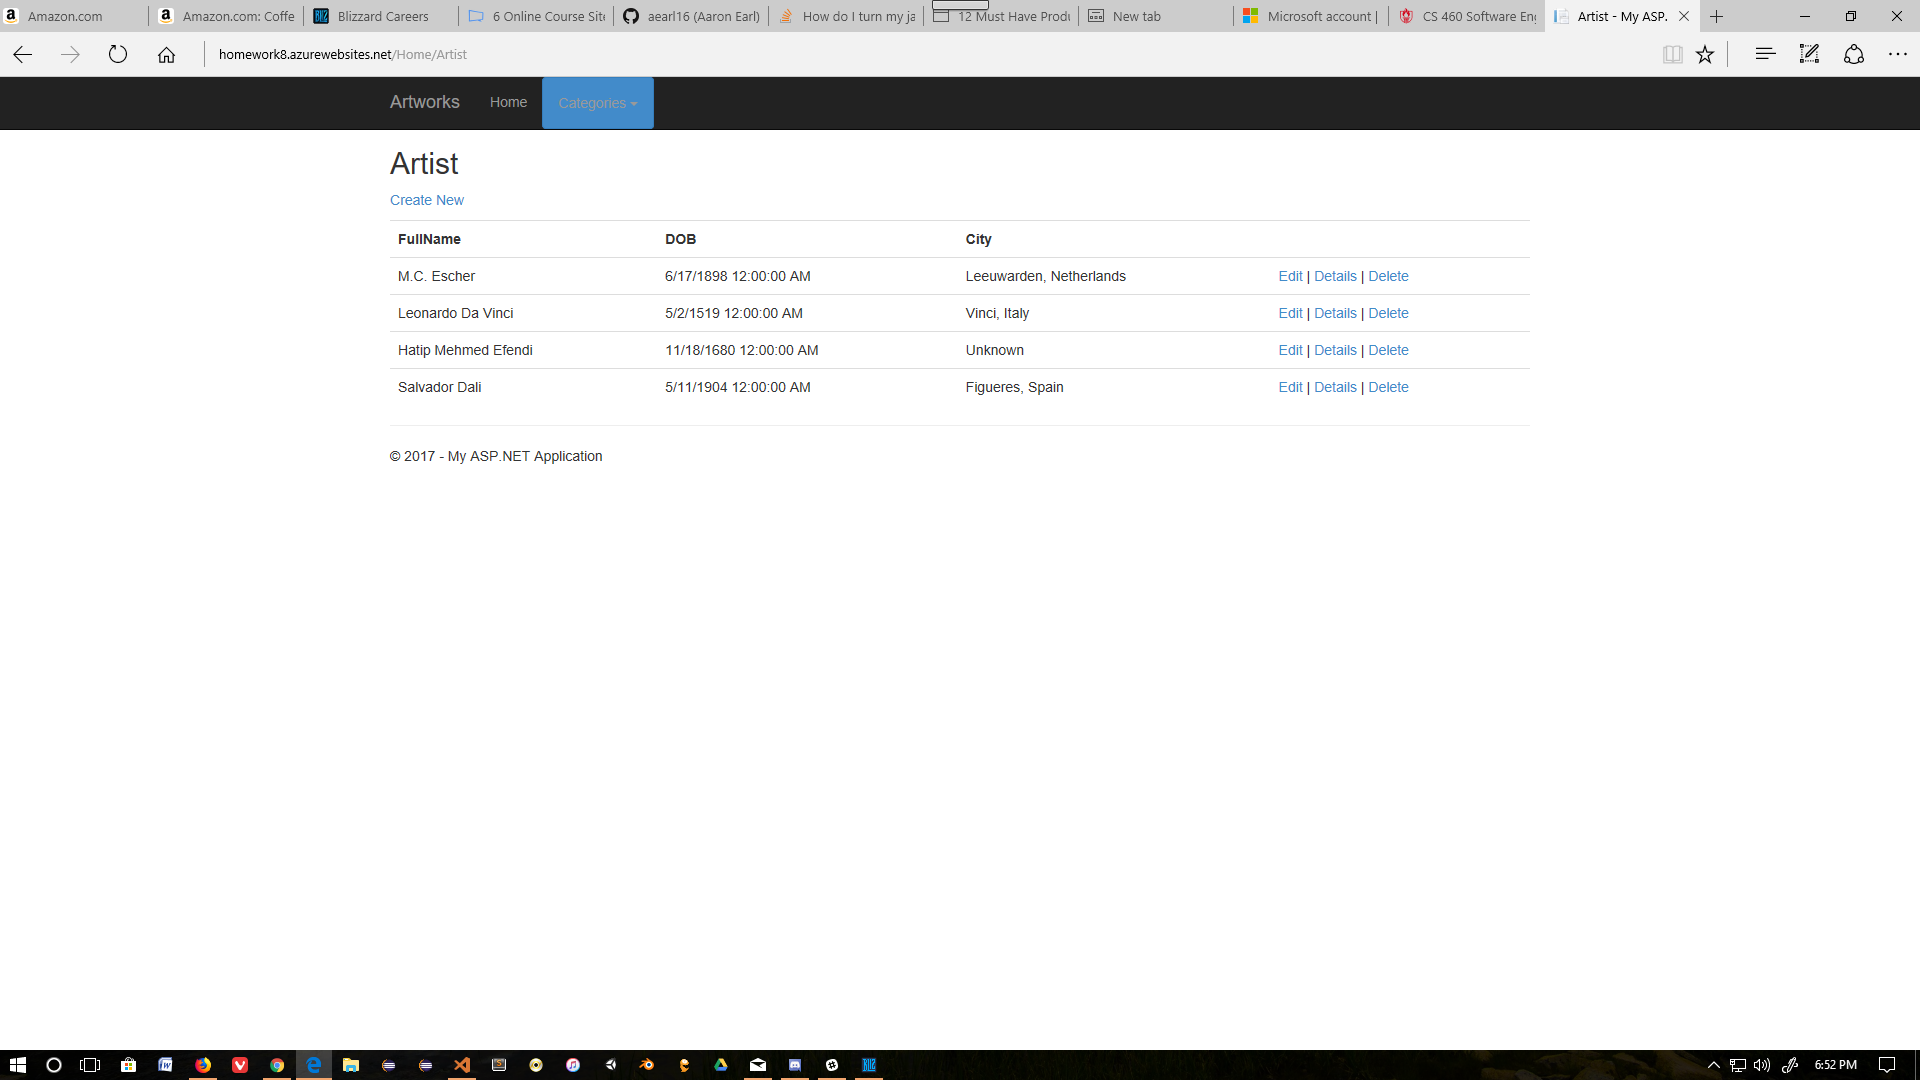 Amazon.com
Amazon.com: Coffe
Blizzard Careers
6 Online Course Site
aearl16 (Aaron Earl)
How do I turn my ja
12 Must Have Produ
New tab
Microsoft account |
CS 460 Software Eng
Artist - My ASP.
homework8.azurewebsites.net/Home/Artist
Artworks Home Categories
Artist
Create New
FullName DOB City
M.C. Escher 6/17/1898 12:00:00 AM Leeuwarden, Netherlands Edit | Details | Delete
Leonardo Da Vinci 5/2/1519 12:00:00 AM Vinci, Italy Edit | Details | Delete
Hatip Mehmed Efendi 11/18/1680 12:00:00 AM Unknown Edit | Details | Delete
Salvador Dali 5/11/1904 12:00:00 AM Figueres, Spain Edit | Details | Delete
© 2017 - My ASP.NET Application
6:52 PM